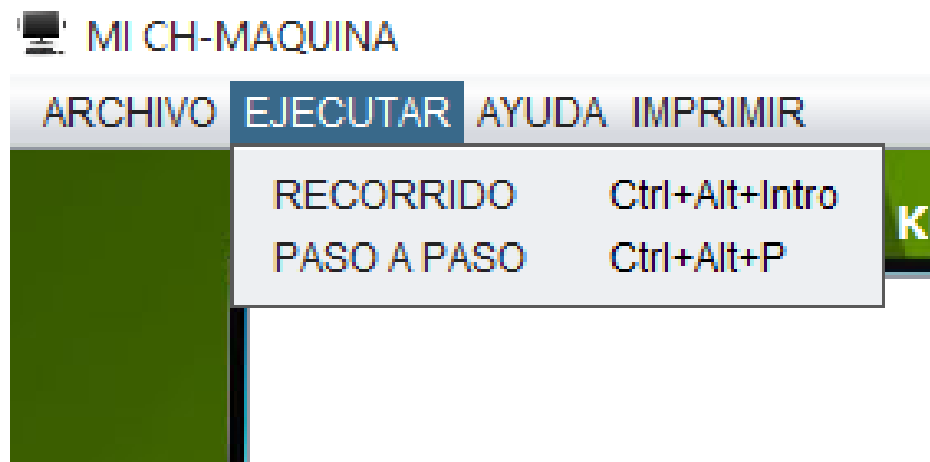 MI CH-MAQUINA
ARCHIVO EJECUTAR AYUDA IMPRIMIR
RECORRIDO Ctrl+Alt+Intro
K
PASO A PASO Ctrl+Alt+P